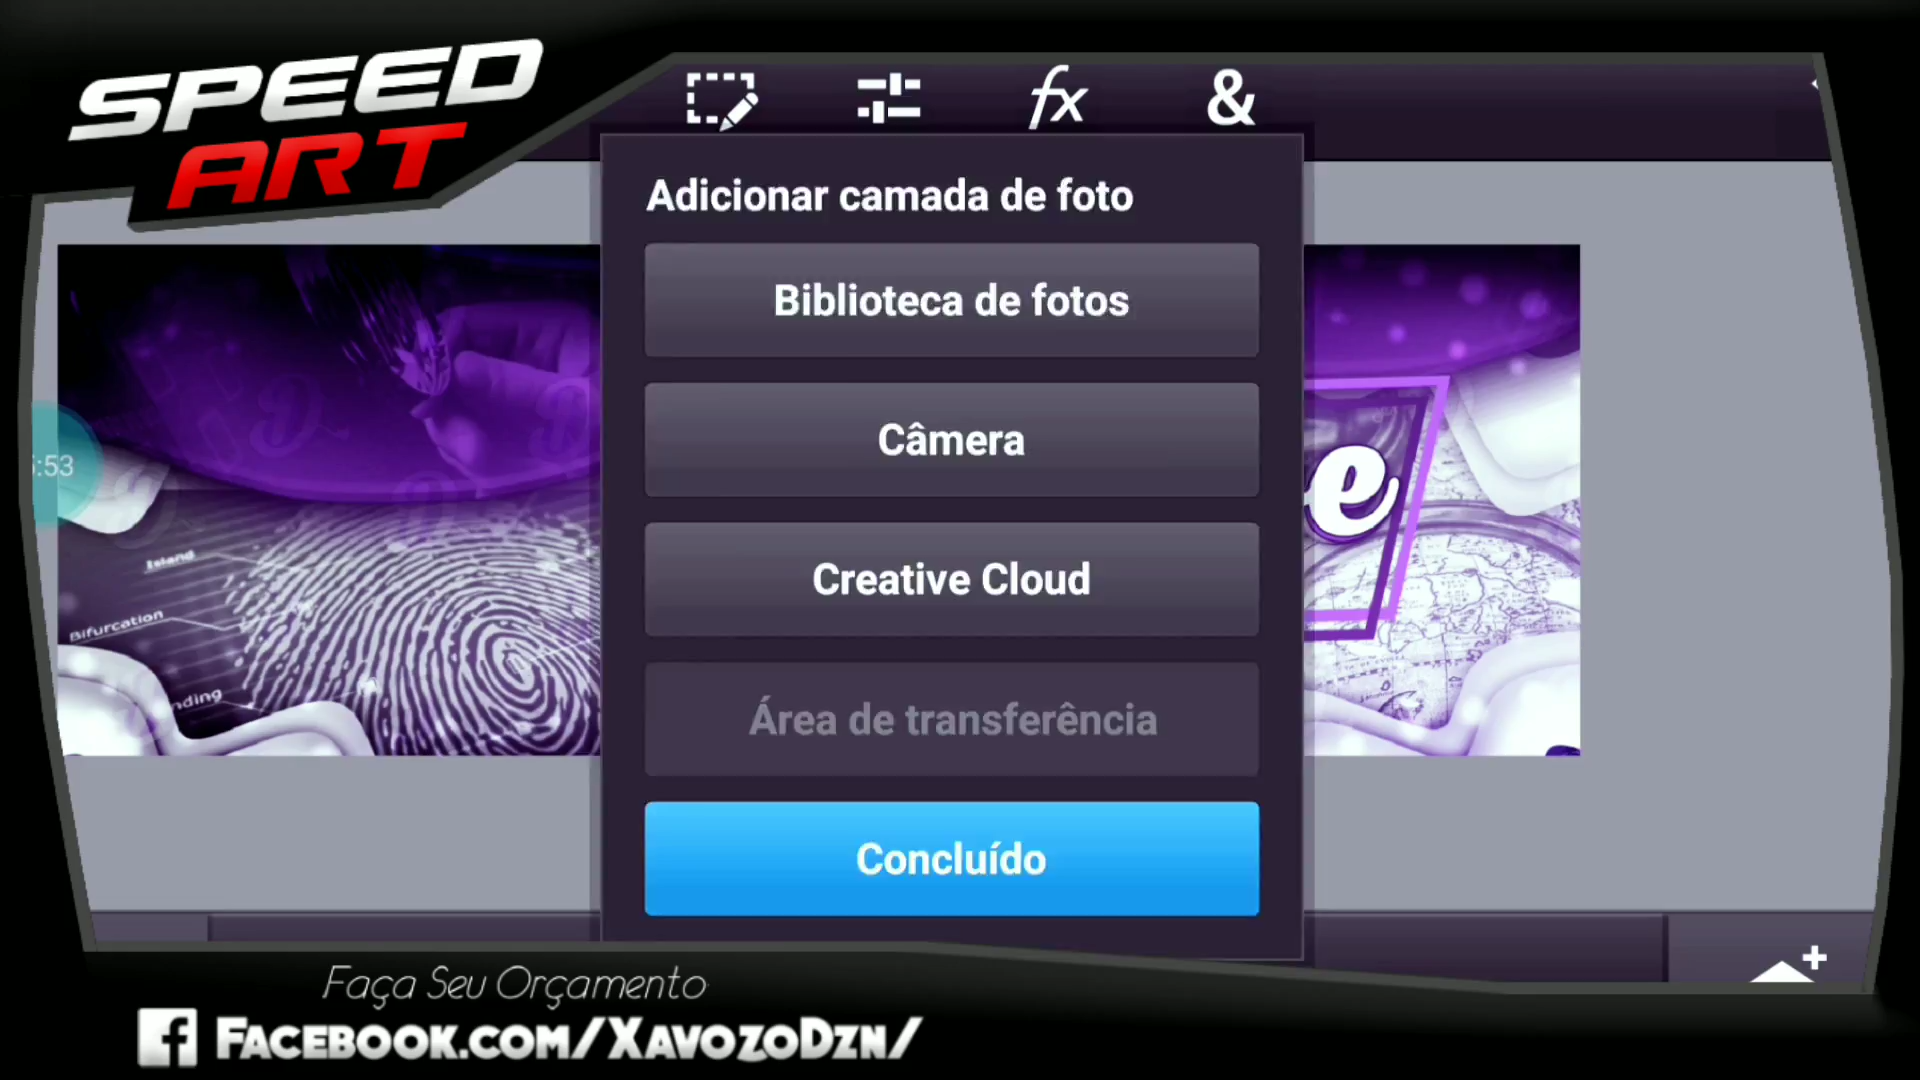 SPEED
ART
fx
&
Adicionar camada de foto
Biblioteca de fotos
Câmera
Creative Cloud
Área de transferência
Concluído
:53
Island
Bifurcation
nding
e
Faça Seu Orçamento
Facebook.com/XavozoDzn/